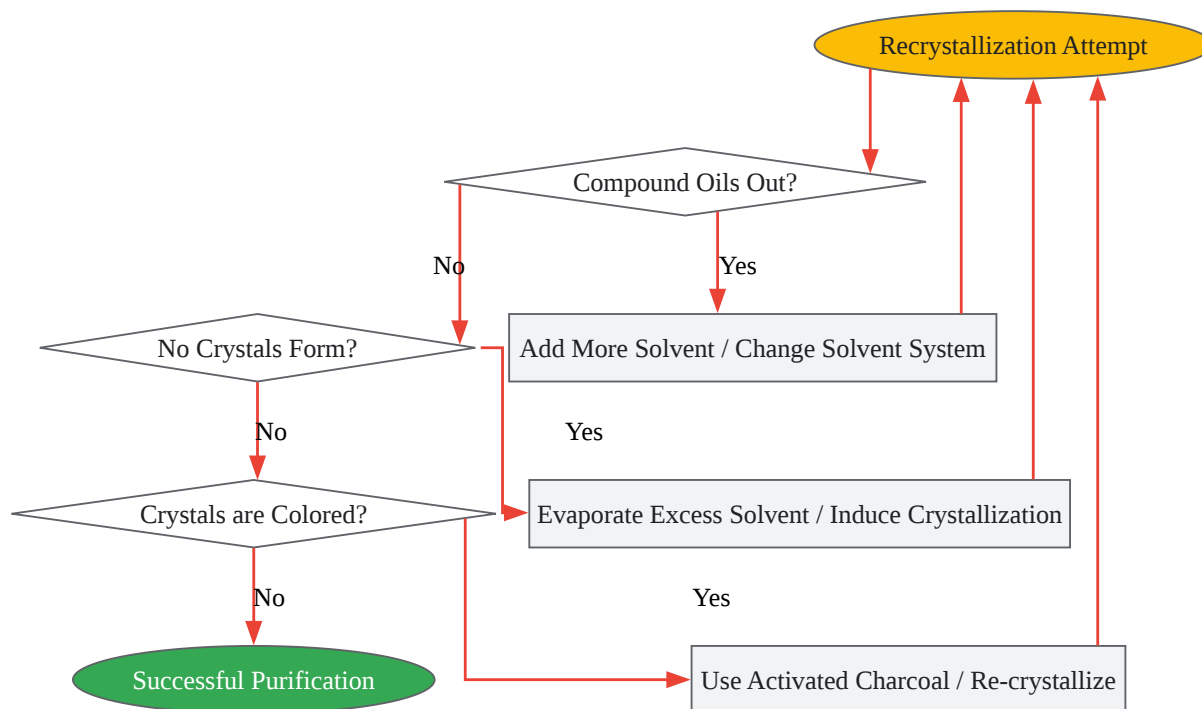 Recrystallization Attempt
Compound Oils Out?
No
Yes
No Crystals Form?
Add More Solvent / Change Solvent System
No
Yes
Crystals are Colored?
Evaporate Excess Solvent / Induce Crystallization
No
Yes
Successful Purification
Use Activated Charcoal / Re-crystallize